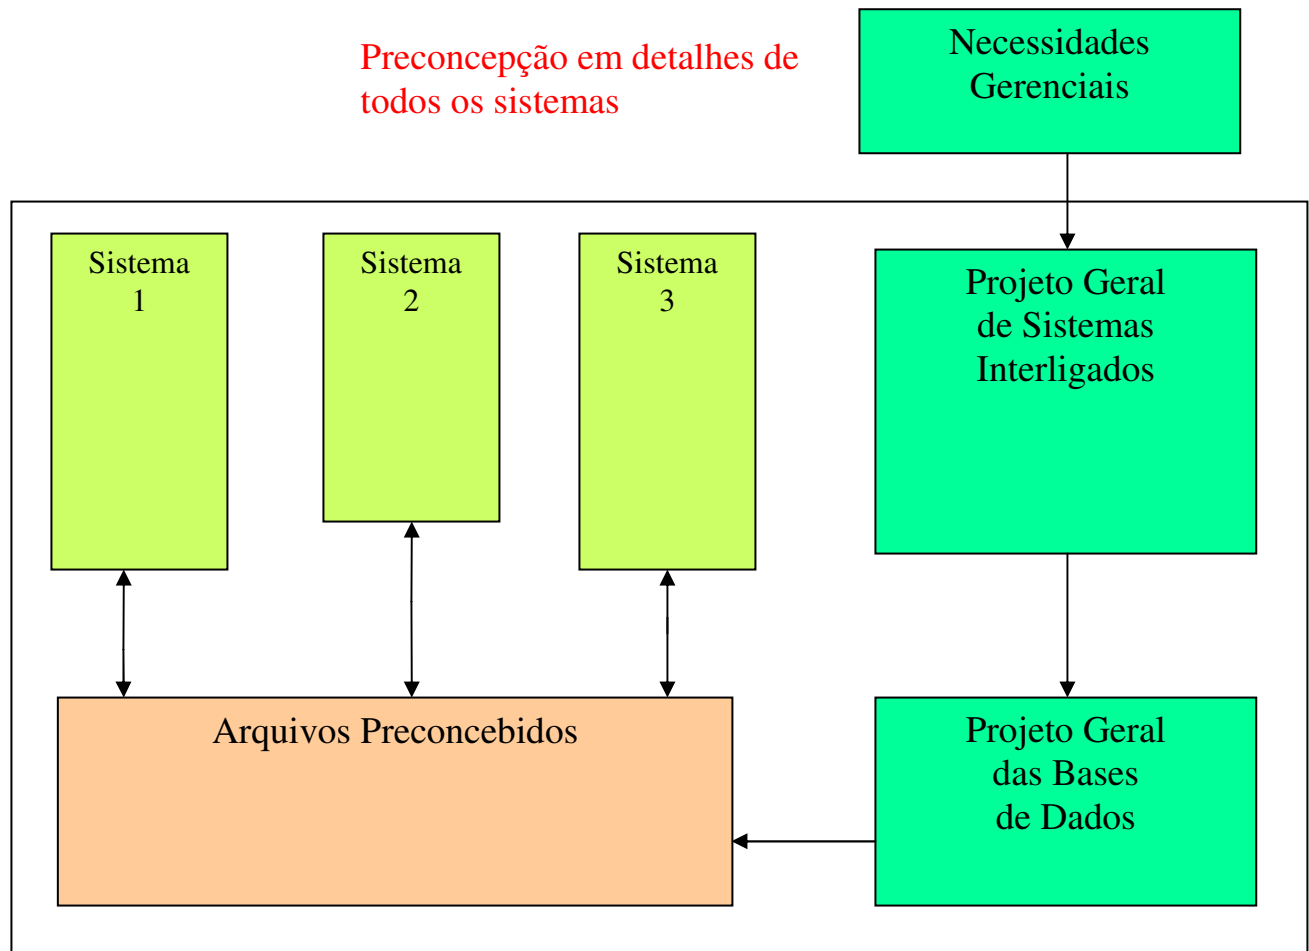 Preconcepção em detalhes de
todos os sistemas
Necessidades
Gerenciais
Sistema
1
Sistema
2
Sistema
3
Projeto Geral
de Sistemas
Interligados
Arquivos Preconcebidos
Projeto Geral
das Bases
de Dados